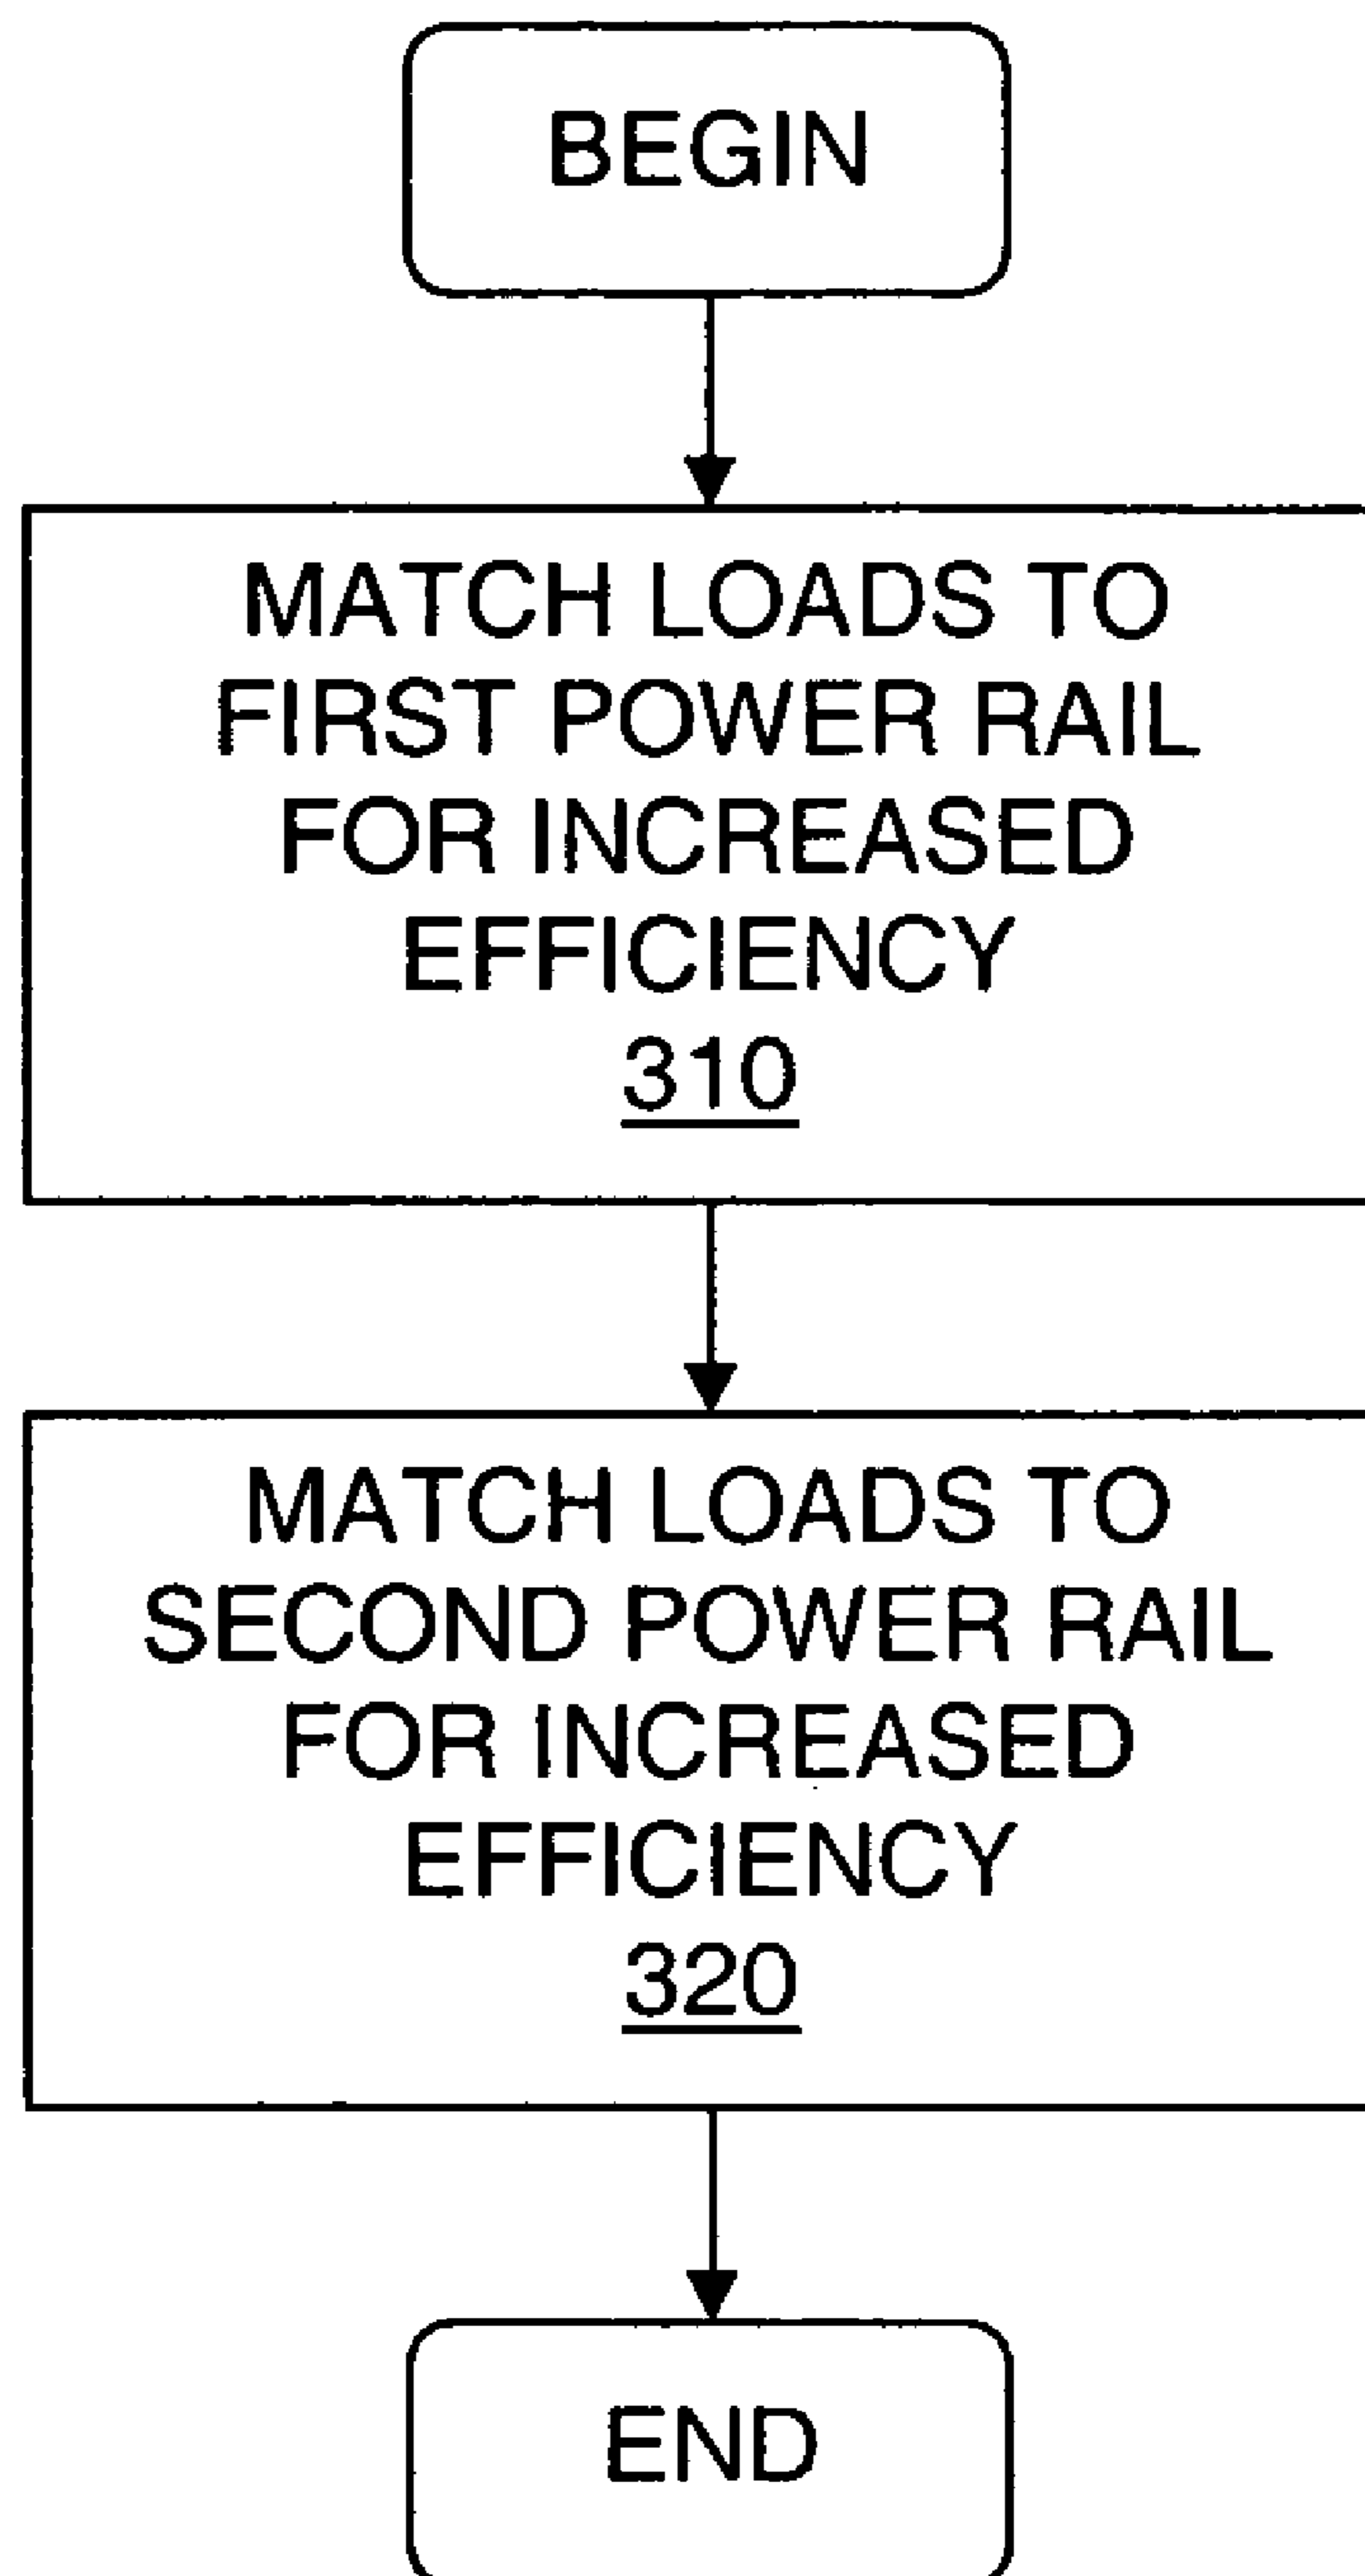 BEGIN
MATCH LOADS TO
FIRST POWER RAIL
FOR INCREASED
EFFICIENCY
310
MATCH LOADS TO
SECOND POWER RAIL
FOR INCREASED
EFFICIENCY
320
END